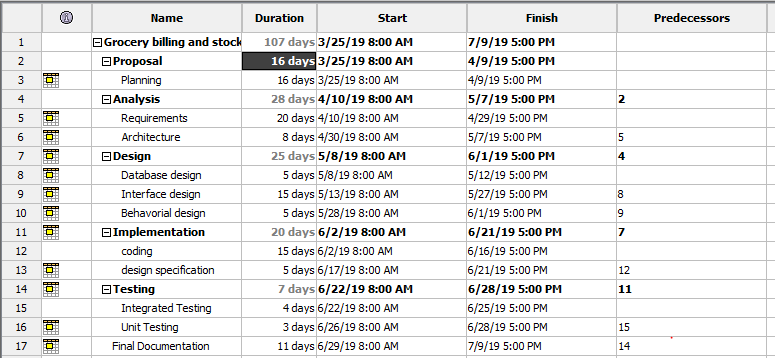 Name Duration Start Finish Predecessors
1 Grocery billing and stock 107 days 3/25/19 8:00 AM 7/9/19 5:00 PM
2 Proposal 16 days 3/25/19 8:00 AM 4/9/19 5:00 PM
3 Planning 16 days 3/25/19 8:00 AM 4/9/19 5:00 PM
4 Analysis 28 days 4/10/19 8:00 AM 5/7/19 5:00 PM 2
5 Requirements 20 days 4/10/19 8:00 AM 4/29/19 5:00 PM
6 Architecture 8 days 4/30/19 8:00 AM 5/7/19 5:00 PM 5
7 Design 25 days 5/8/19 8:00 AM 6/1/19 5:00 PM 4
8 Database design 5 days 5/8/19 8:00 AM 5/12/19 5:00 PM
9 Interface design 15 days 5/13/19 8:00 AM 5/27/19 5:00 PM 8
10 Behavorial design 5 days 5/28/19 8:00 AM 6/1/19 5:00 PM 9
11 Implementation 20 days 6/2/19 8:00 AM 6/21/19 5:00 PM 7
12 coding 15 days 6/2/19 8:00 AM 6/16/19 5:00 PM
13 design specification 5 days 6/17/19 8:00 AM 6/21/19 5:00 PM 12
14 Testing 7 days 6/22/19 8:00 AM 6/28/19 5:00 PM 11
15 Integrated Testing 4 days 6/22/19 8:00 AM 6/25/19 5:00 PM
16 Unit Testing 3 days 6/26/19 8:00 AM 6/28/19 5:00 PM 15
17 Final Documentation 11 days 6/29/19 8:00 AM 7/9/19 5:00 PM 14